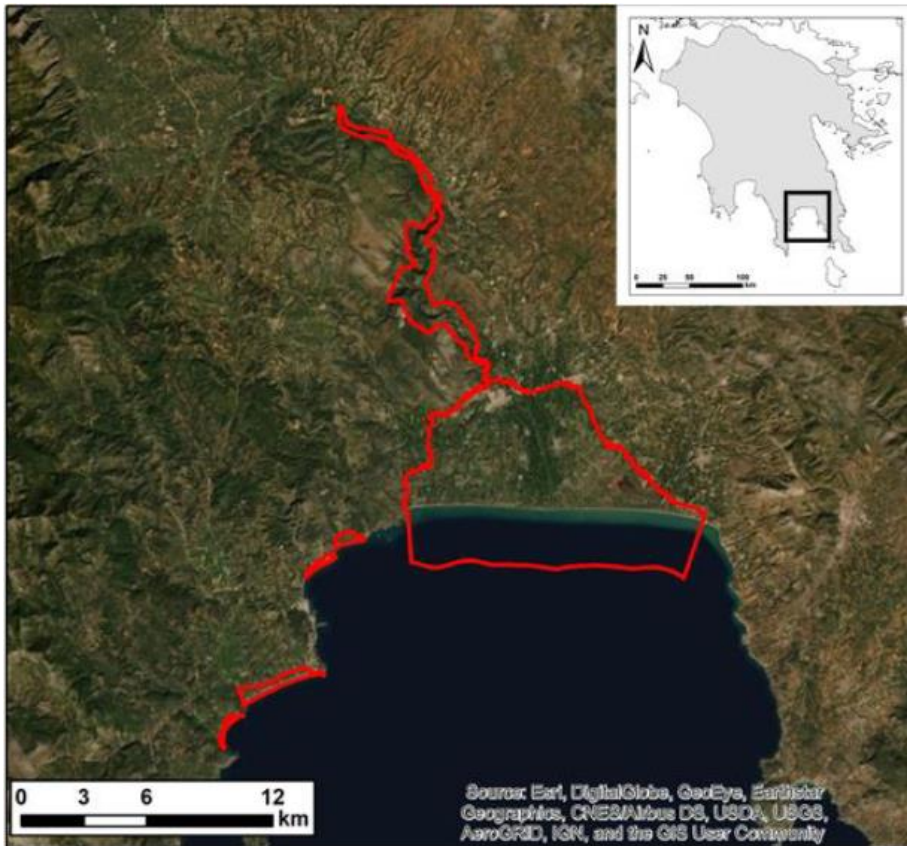 N
0 25 50 100
km
0 3 6 12
km
Source: Esri, DigitalGlobe, GeoEye, Earthstar
Geographics, CNES/Airbus DS, USDA, USGS,
AeroGRID, IGN, and the GIS User Community